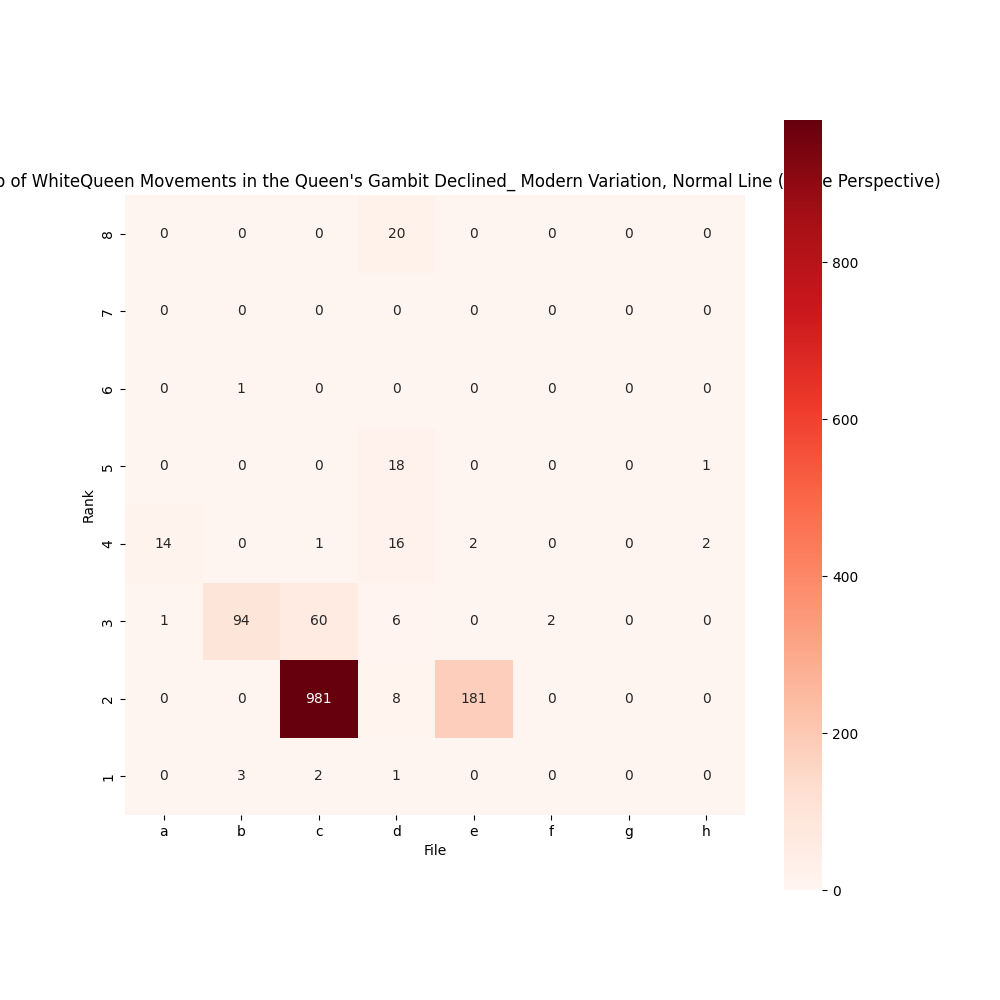 of WhiteQueen Movements in the Queen's Gambit Declined_ Modern Variation, Normal Line ( Perspective)
8 0 0 0 20 0 0 0 0
7 0 0 0 0 0 0 0 0
6 0 1 0 0 0 0 0 0
5 0 0 0 18 0 0 0 1
4 14 0 1 16 2 0 0 2
3 1 94 60 6 0 2 0 0
2 0 0 981 8 181 0 0 0
1 0 3 2 1 0 0 0 0
a b c d e f g h
Rank
File
800
600
400
200
0